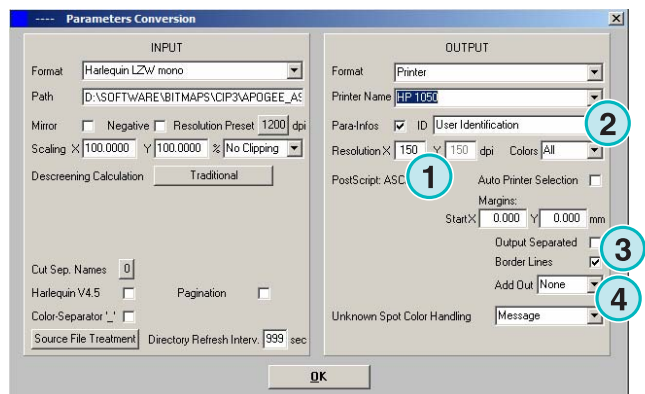 ---- Parameters Conversion
INPUT
Format Harlequin LZW mono
Path D:\SOFTWARE\BITMAPS\CIP3\APOGEE_AS
Mirror Negative Resolution Preset 1200 dpi
Scaling X 100.0000 Y 100.0000 % No Clipping
Descreening Calculation Traditional
Cut Sep. Names 0
Harlequin V4.5 Pagination
Color-Separator '_'
Source File Treatment Directory Refresh Interv. 999 sec
OUTPUT
Format Printer
Printer Name HP 1050
Para-Infos ID User Identification 2
Resolution X 150 Y 150 dpi Colors All
1
PostScript: ASC Auto Printer Selection
Margins:
Start X 0.000 Y 0.000 mm
Output Separated 3
Border Lines
Add Out None 4
Unknown Spot Color Handling Message
OK